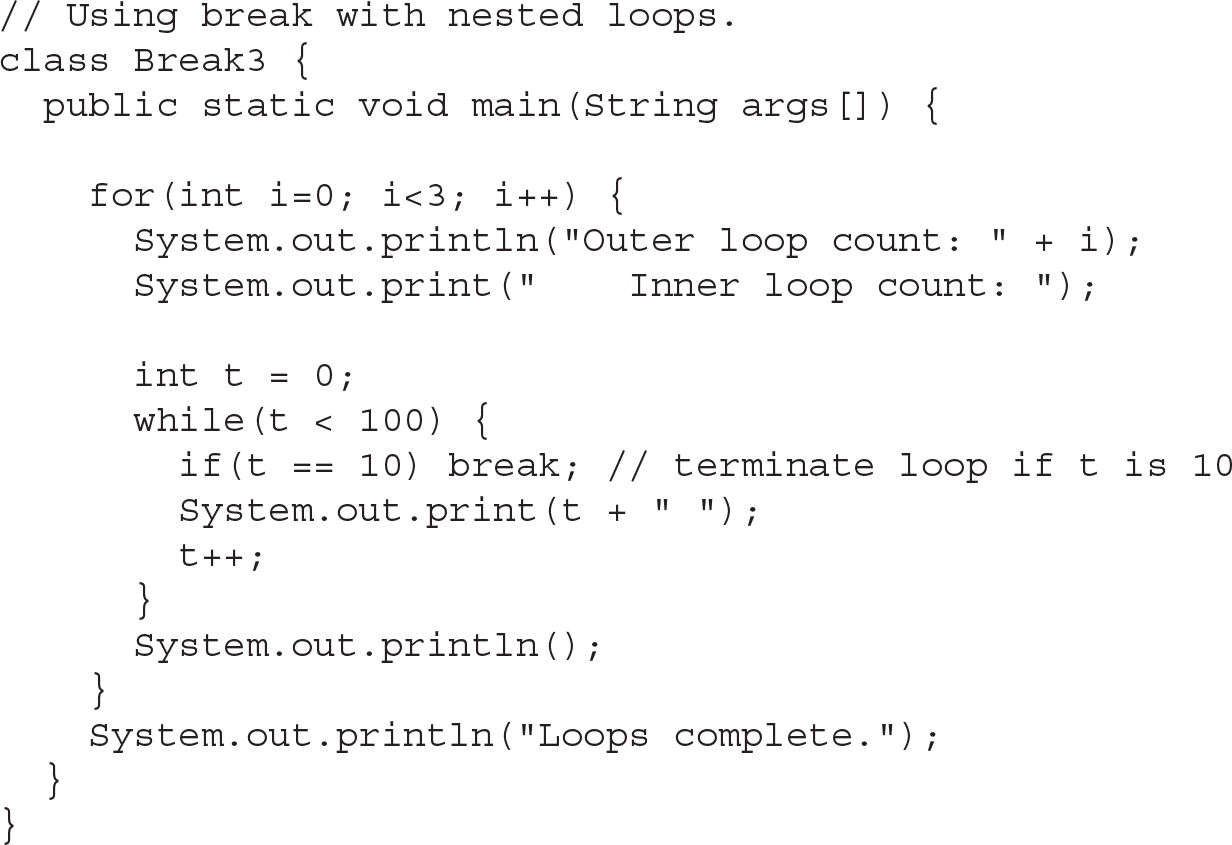 // Using break with nested loops.
class Break3 {
  public static void main(String args[]) {

    for(int i=0; i<3; i++) {
      System.out.println("Outer loop count: " + i);
      System.out.print("    Inner loop count: ");

      int t = 0;
      while(t < 100) {
        if(t == 10) break; // terminate loop if t is 10
        System.out.print(t + " ");
        t++;
      }
      System.out.println();
    }
    System.out.println("Loops complete.");
  }
}